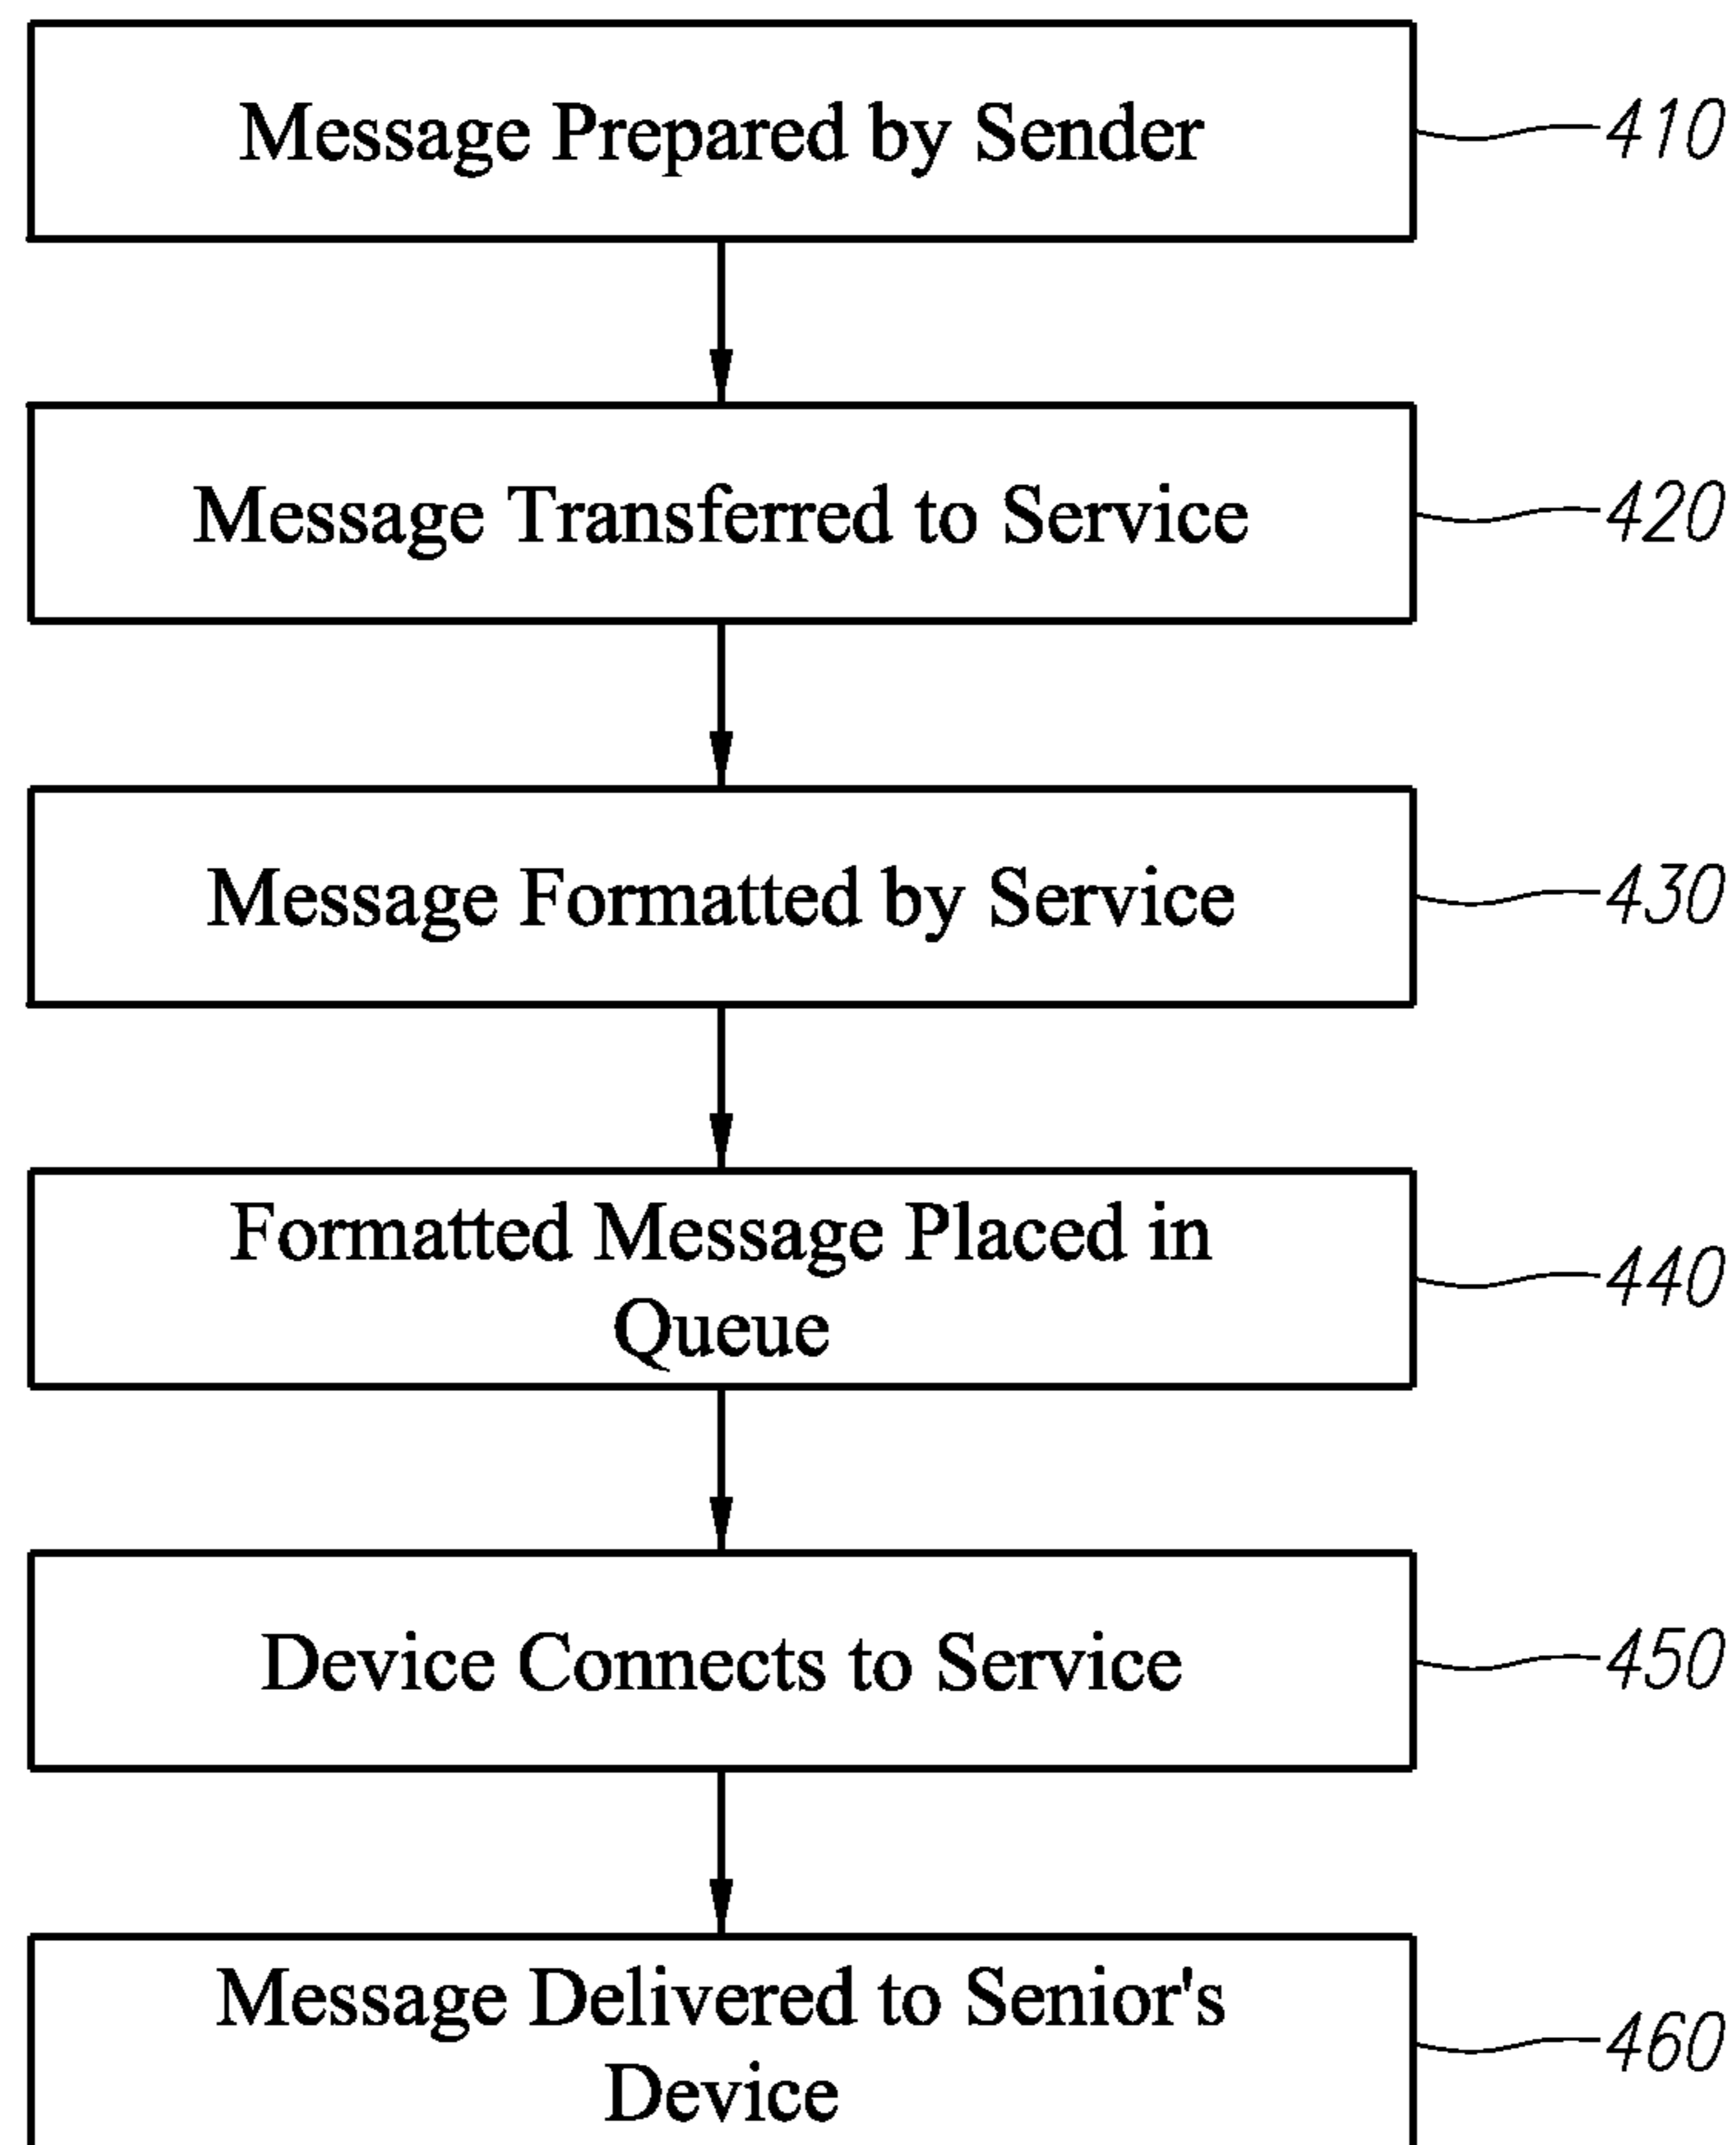 Message Prepared by Sender
410
Message Transferred to Service
420
Message Formatted by Service
430
Formatted Message Placed in
Queue
440
Device Connects to Service
450
Message Delivered to Senior's
Device
460